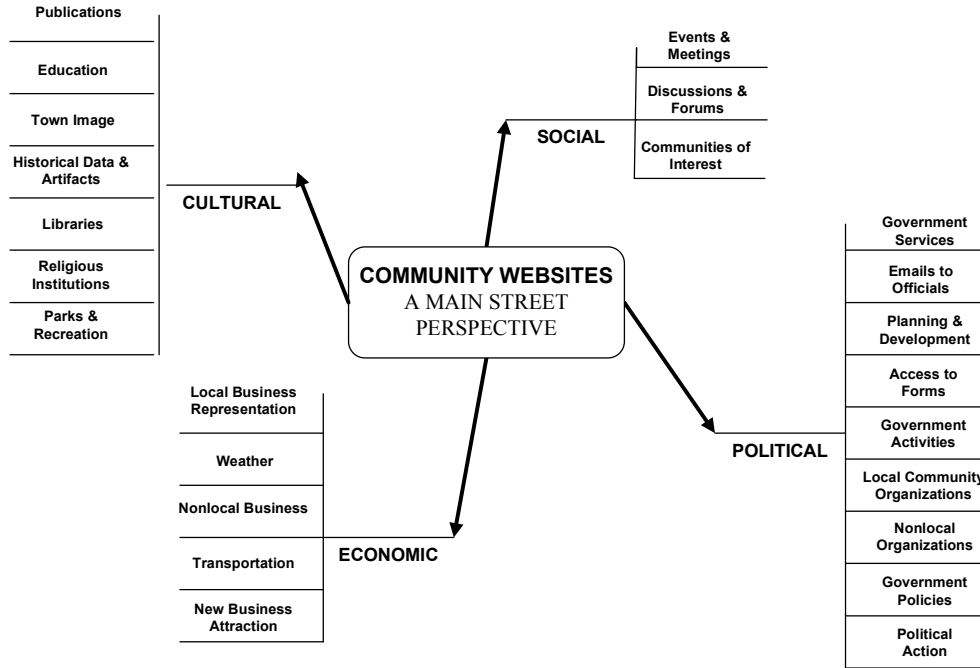 Publications
Education
Town Image
Historical Data &
Artifacts
Libraries
Religious
Institutions
Parks &
Recreation
CULTURAL
Events &
Meetings
Discussions &
Forums
Communities of
Interest
SOCIAL
COMMUNITY WEBSITES
A MAIN STREET
PERSPECTIVE
Local Business
Representation
Weather
Nonlocal Business
Transportation
New Business
Attraction
ECONOMIC
POLITICAL
Government
Services
Emails to
Officials
Planning &
Development
Access to
Forms
Government
Activities
Local Community
Organizations
Nonlocal
Organizations
Government
Policies
Political
Action